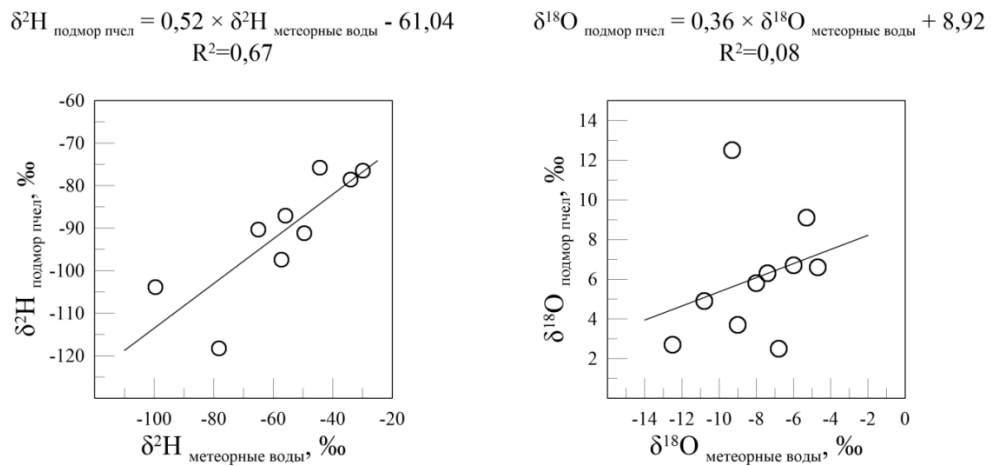 δ²H подмор пчел = 0,52 × δ²H метеорные воды - 61,04
R²=0,67
-60
-70
-80
-90
-100
-110
-120
δ²H подмор пчел, ‰
-100 -80 -60 -40 -20
δ²H метеорные воды, ‰
δ¹⁸O подмор пчел = 0,36 × δ¹⁸O метеорные воды + 8,92
R²=0,08
14
12
10
8
6
4
2
δ¹⁸O подмор пчел, ‰
-14 -12 -10 -8 -6 -4 -2 0
δ¹⁸O метеорные воды, ‰